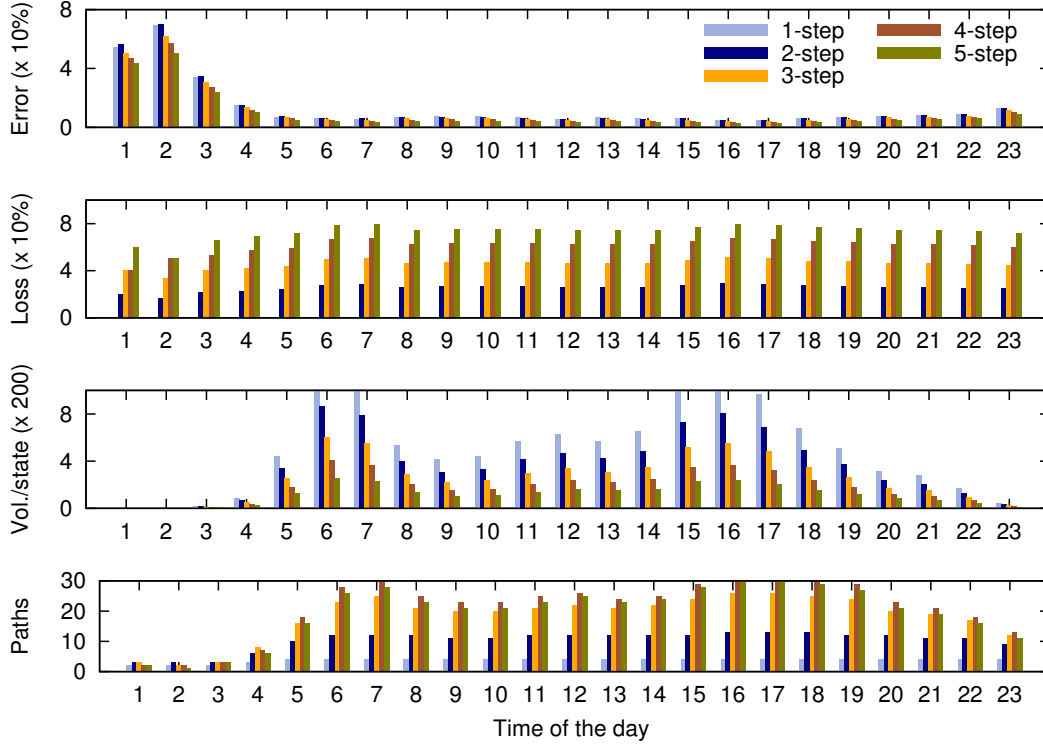 Error (x 10%)
8
4
0
1-step
2-step
3-step
4-step
5-step
1 2 3 4 5 6 7 8 9 10 11 12 13 14 15 16 17 18 19 20 21 22 23
Loss (x 10%)
8
4
0
1 2 3 4 5 6 7 8 9 10 11 12 13 14 15 16 17 18 19 20 21 22 23
Vol./state (x 200)
8
4
0
1 2 3 4 5 6 7 8 9 10 11 12 13 14 15 16 17 18 19 20 21 22 23
Paths
30
20
10
0
1 2 3 4 5 6 7 8 9 10 11 12 13 14 15 16 17 18 19 20 21 22 23
Time of the day